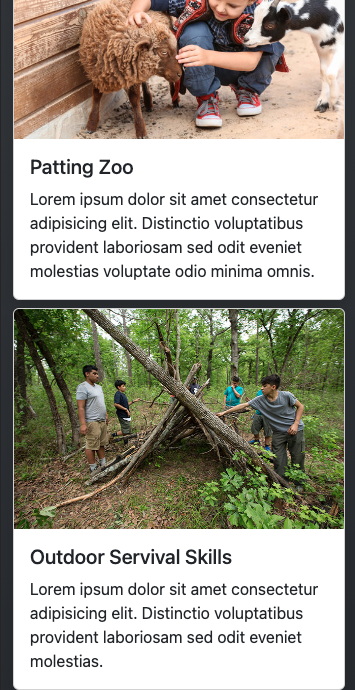 Patting Zoo
Lorem ipsum dolor sit amet consectetur
adipisicing elit. Distinctio voluptatibus
provident laboriosam sed odit eveniet
molestias voluptate odio minima omnis.
Outdoor Servival Skills
Lorem ipsum dolor sit amet consectetur
adipisicing elit. Distinctio voluptatibus
provident laboriosam sed odit eveniet
molestias.